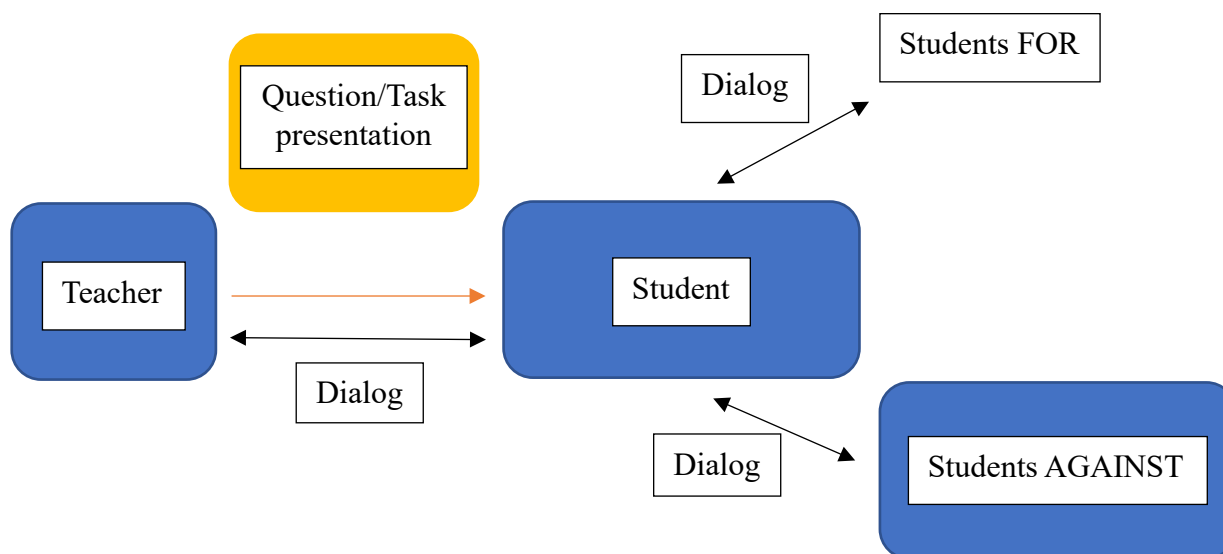 Students FOR
Dialog
Question/Task
presentation
Teacher
Student
Dialog
Dialog
Students AGAINST